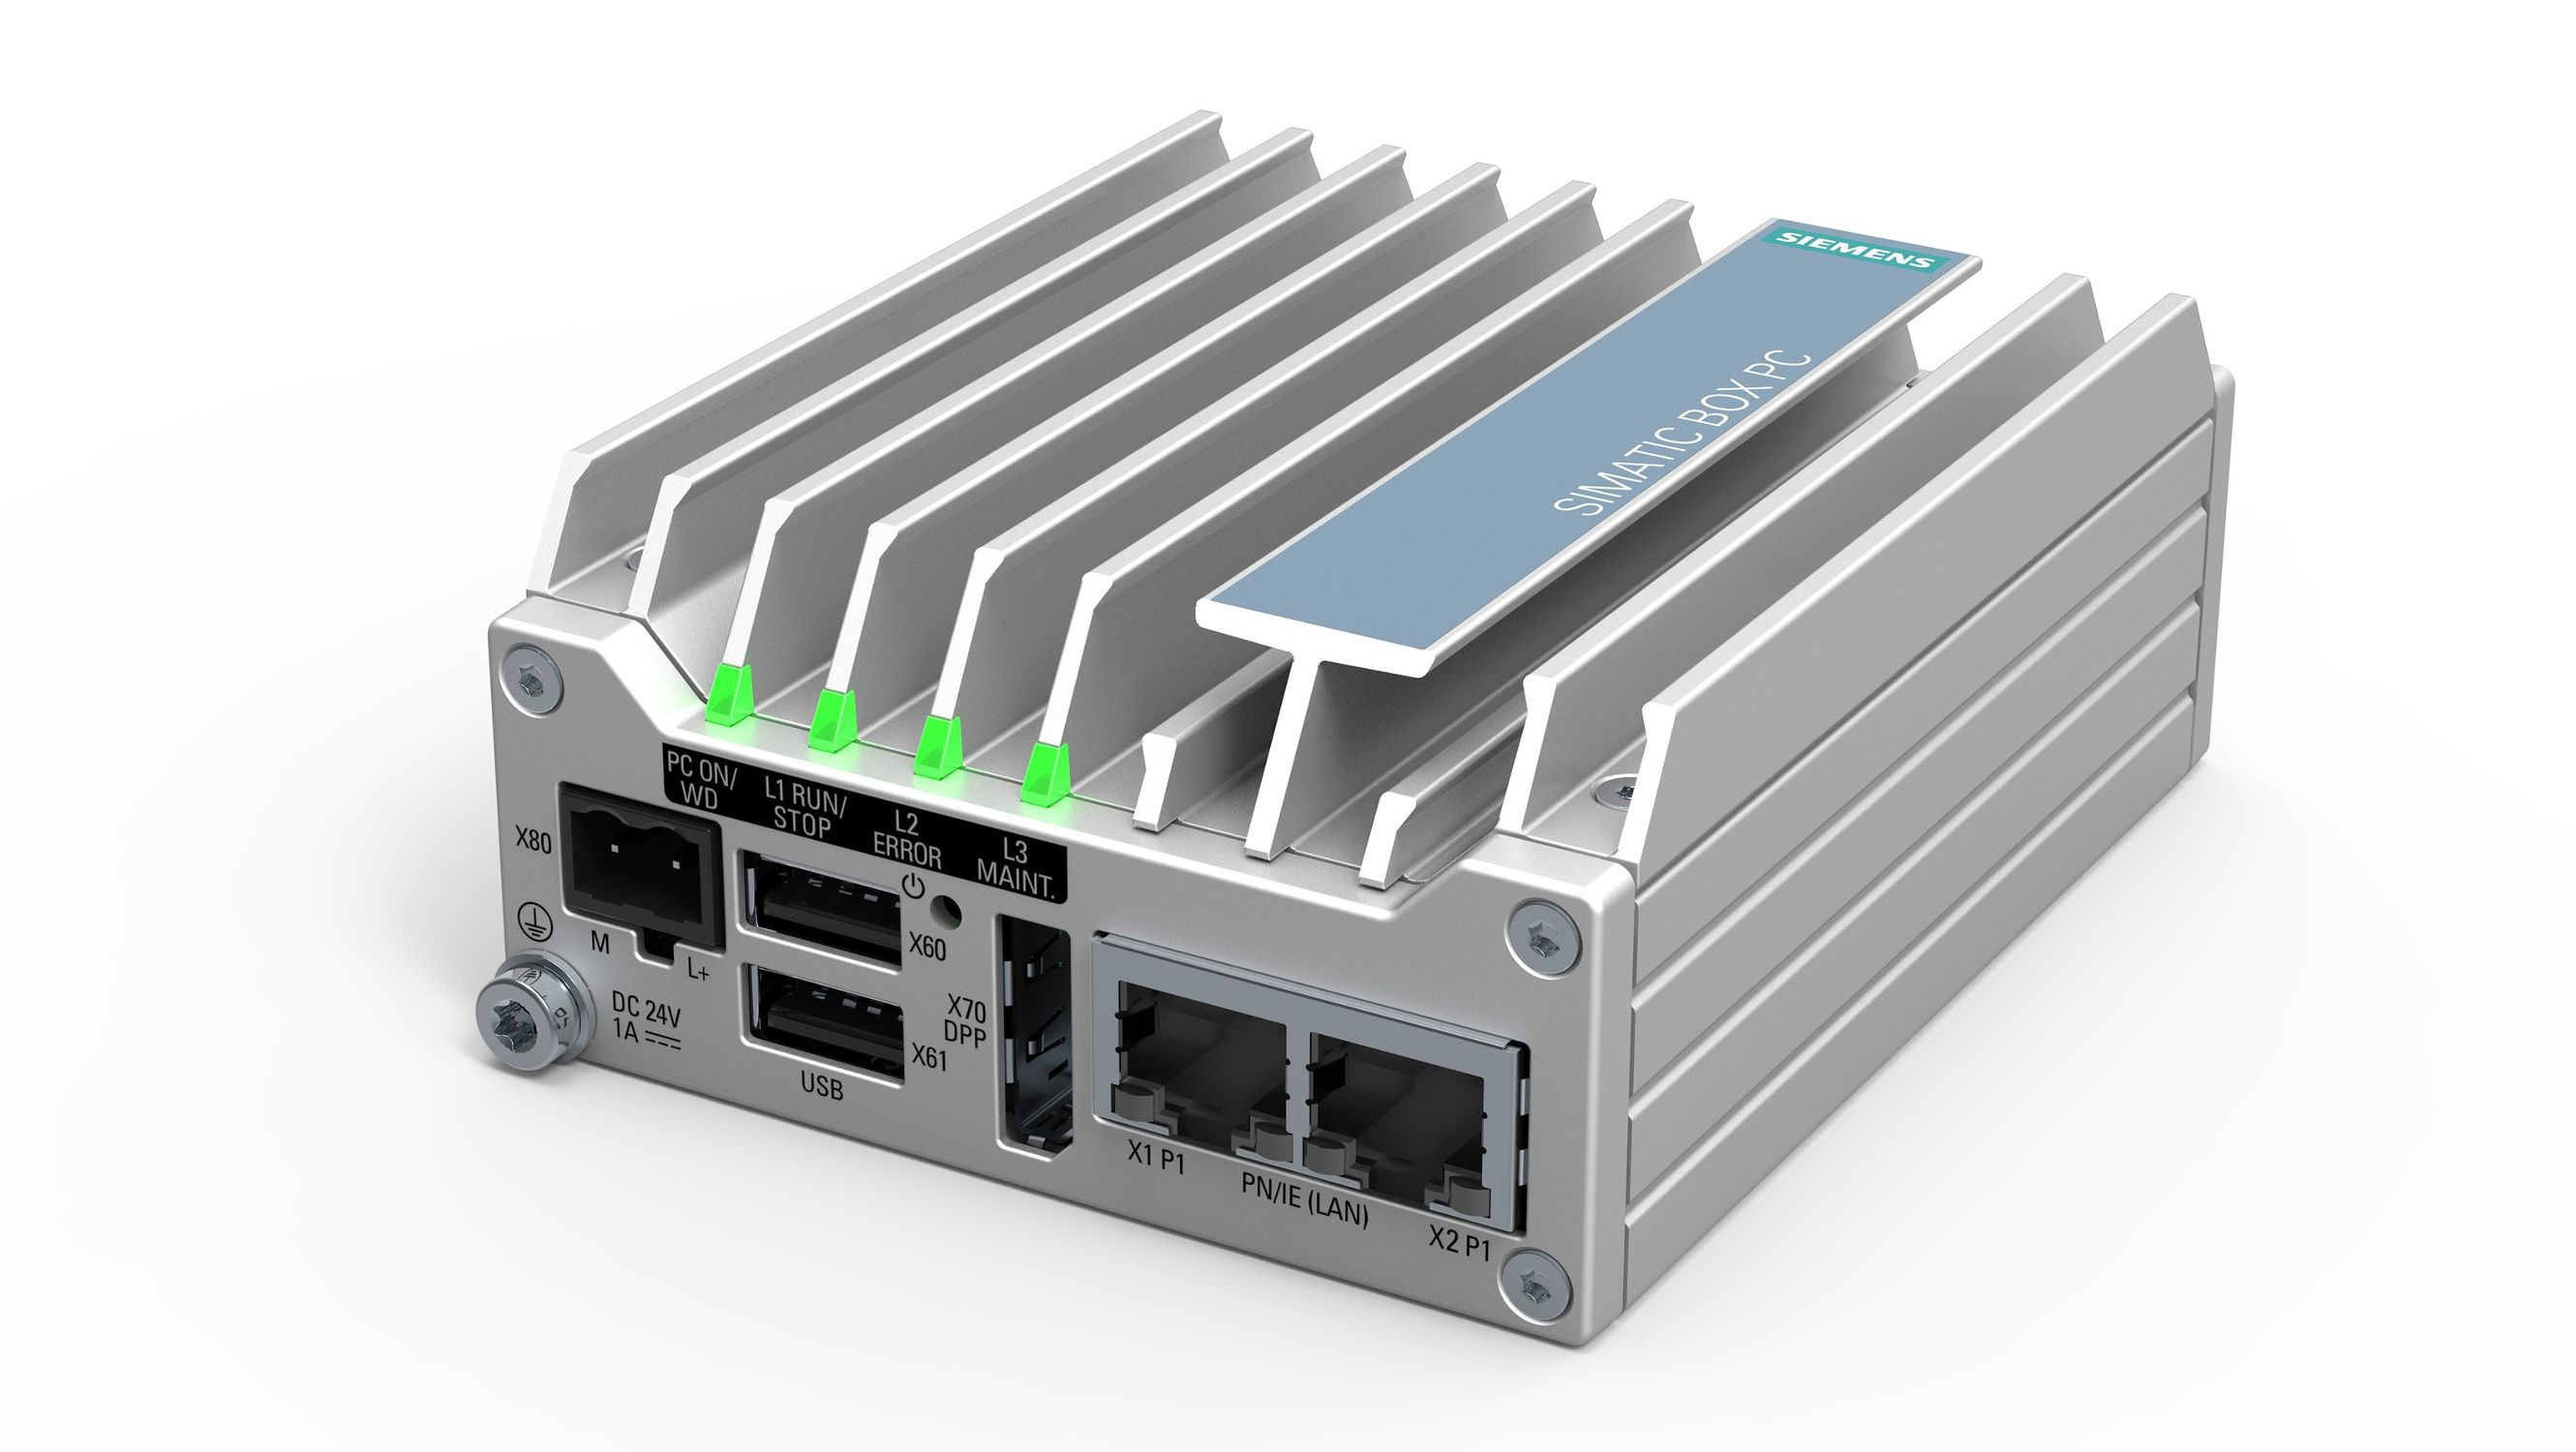 SIEMENS
SIMATIC BOX PC
PC ON/
WD
L1 RUN/
STOP
L2
ERROR
L3
MAINT.
X80
M
L+
DC 24V
1A
X60
X61
USB
X70
DPP
X1 P1
PN/IE (LAN)
X2 P1